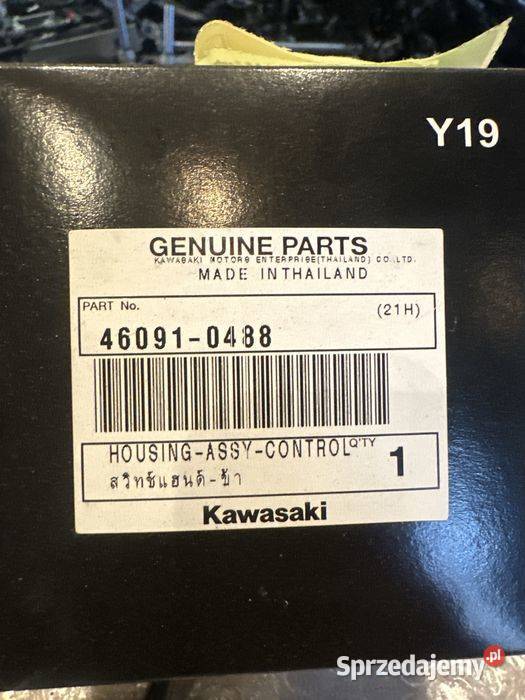 Y19
GENUINE PARTS
KAWASAKI MOTORS ENTERPRISE(THAILAND) CO.,LTD.
MADE INTHAILAND
PART No.
(21H)
46091-0488
HOUSING-ASSY-CONTROL
Q'TY
1
สวิทช์แฮนด์-ข้า
Kawasaki
Sprzedajemy.pl